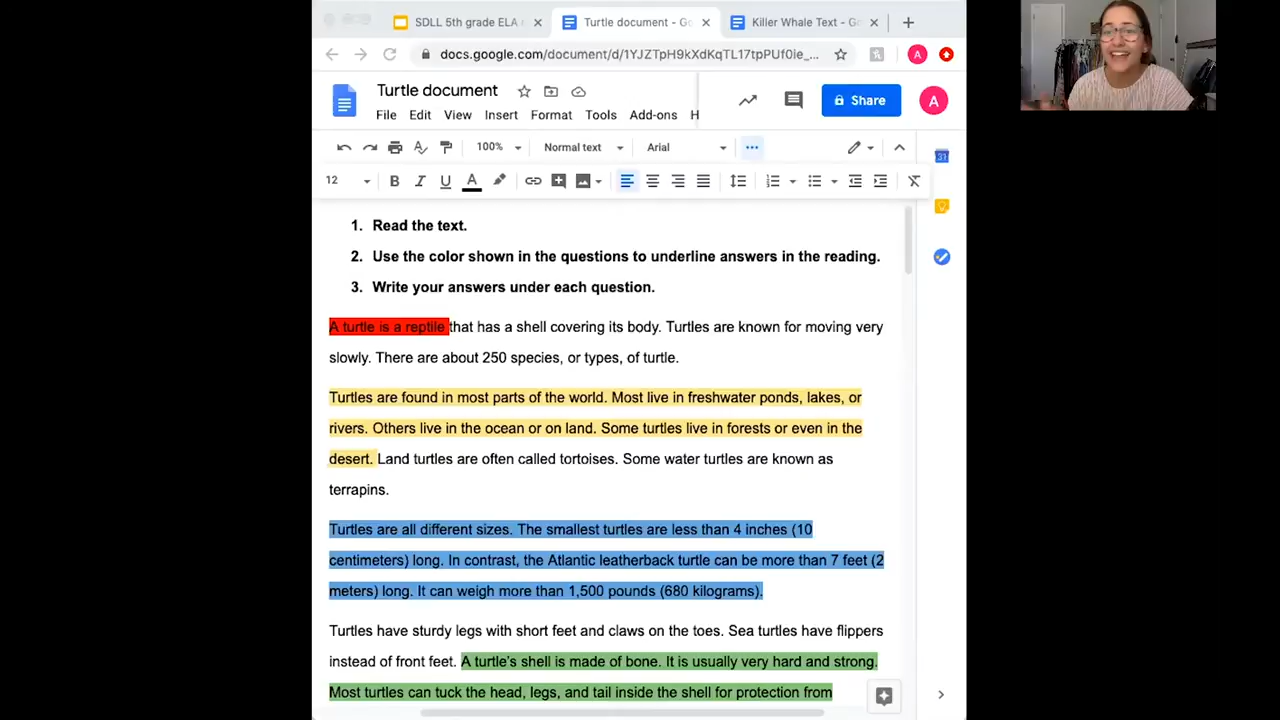 SDLL 5th grade ELA
Turtle document - Go
Killer Whale Text - Go
docs.google.com/document/d/1YJZTpH9kXdKqTL17tpPUf0ie_...
A
Turtle document
Share
A
File Edit View Insert Format Tools Add-ons H
100% Normal text Arial
12 B I U A
31
1. Read the text.
2. Use the color shown in the questions to underline answers in the reading.
3. Write your answers under each question.
A turtle is a reptile that has a shell covering its body. Turtles are known for moving very
slowly. There are about 250 species, or types, of turtle.
Turtles are found in most parts of the world. Most live in freshwater ponds, lakes, or
rivers. Others live in the ocean or on land. Some turtles live in forests or even in the
desert. Land turtles are often called tortoises. Some water turtles are known as
terrapins.
Turtles are all different sizes. The smallest turtles are less than 4 inches (10
centimeters) long. In contrast, the Atlantic leatherback turtle can be more than 7 feet (2
meters) long. It can weigh more than 1,500 pounds (680 kilograms).
Turtles have sturdy legs with short feet and claws on the toes. Sea turtles have flippers
instead of front feet. A turtle's shell is made of bone. It is usually very hard and strong.
Most turtles can tuck the head, legs, and tail inside the shell for protection from